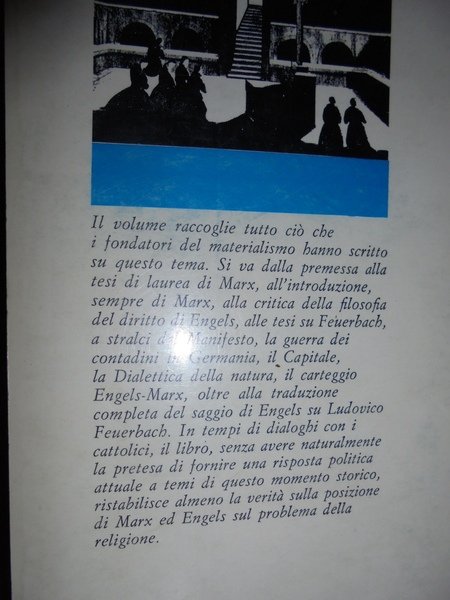 Il volume raccoglie tutto ciò che
i fondatori del materialismo hanno scritto
su questo tema. Si va dalla premessa alla
tesi di laurea di Marx, all'introduzione,
sempre di Marx, alla critica della filosofia
del diritto di Engels, alle tesi su Feuerbach,
a stralci del Manifesto, la guerra dei
contadini in Germania, il Capitale,
la Dialettica della natura, il carteggio
Engels-Marx, oltre alla traduzione
completa del saggio di Engels su Ludovico
Feuerbach. In tempi di dialoghi con i
cattolici, il libro, senza avere naturalmente
la pretesa di fornire una risposta politica
attuale a temi di questo momento storico,
ristabilisce almeno la verità sulla posizione
di Marx ed Engels sul problema della
religione.